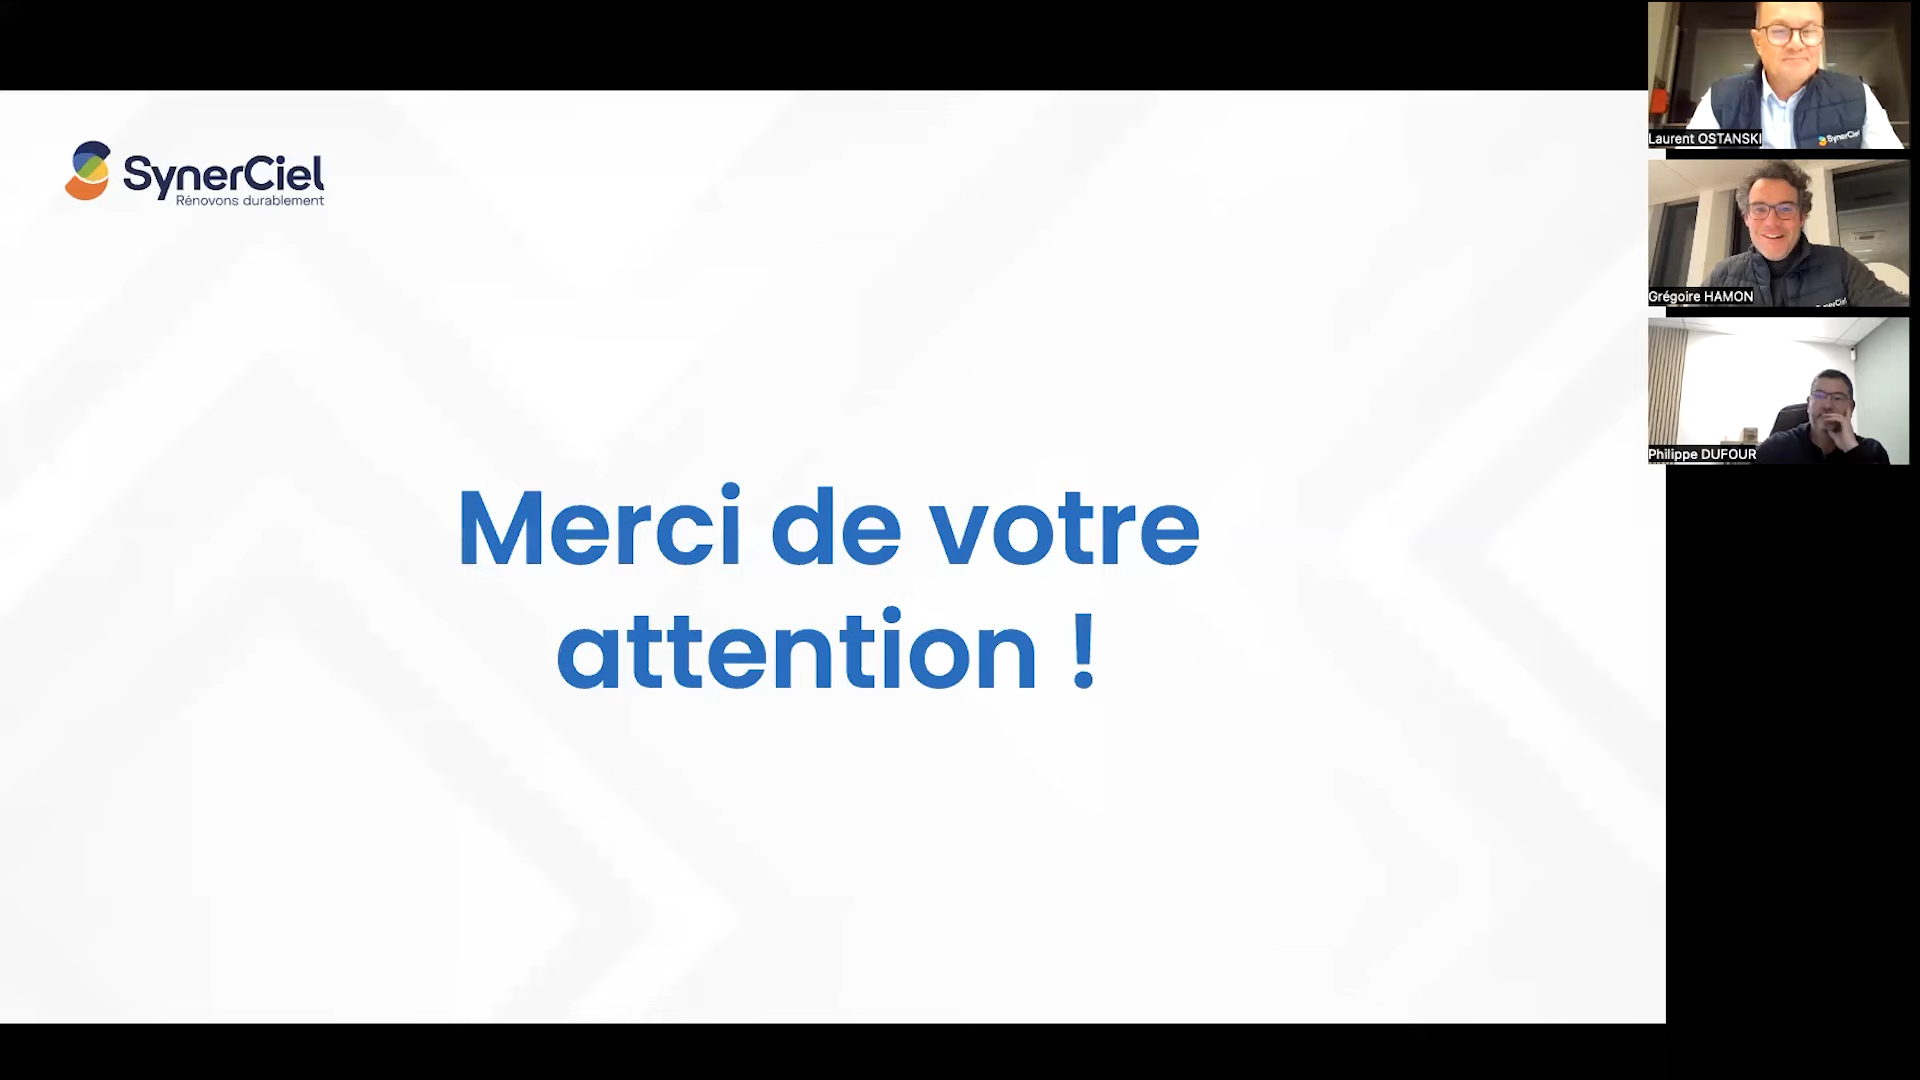 SynerCiel
Rénovons durablement
Merci de votre
attention !
Laurent OSTANSKI
SynerCiel
Grégoire HAMON
Philippe DUFOUR